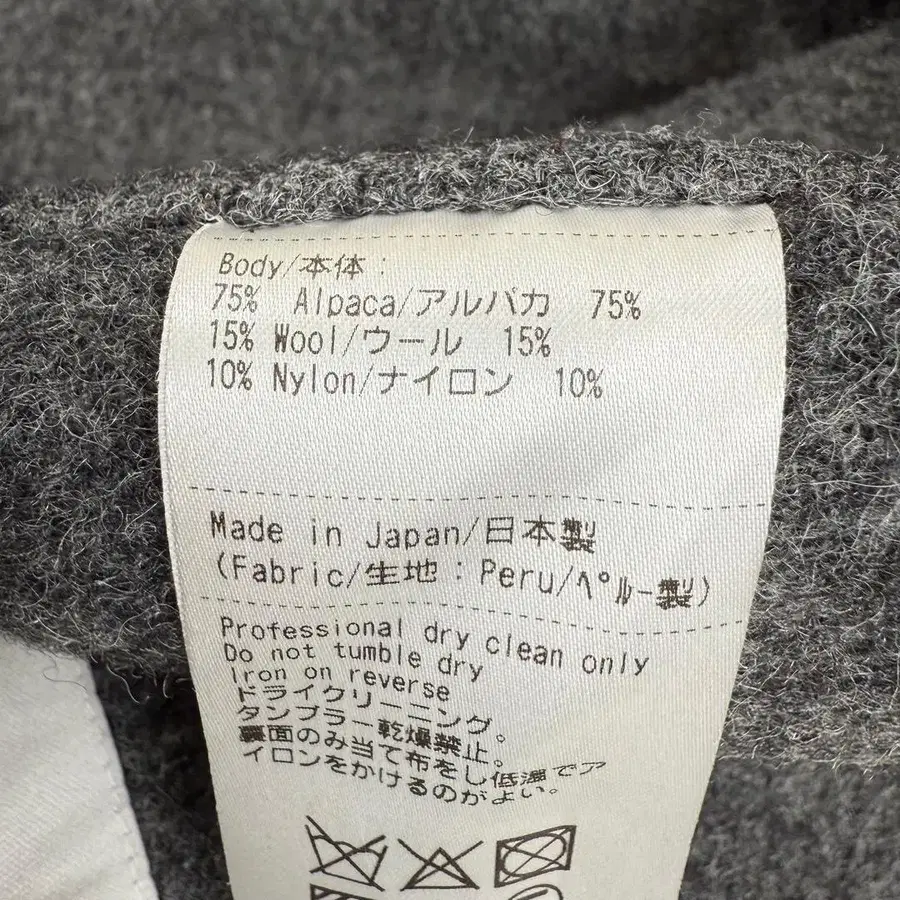 Body/本体：
75% Alpaca/アルパカ 75%
15% Wool/ウール 15%
10% Nylon/ナイロン 10%
Made in Japan/日本製
(Fabric/生地：Peru/ﾍﾟﾙｰ製)
Professional dry clean only
Do not tumble dry
Iron on reverse
ドライクリーニング。
タンブラー乾燥禁止。
裏面のみ当て布をし低温でア
イロンをかけるのがよい。